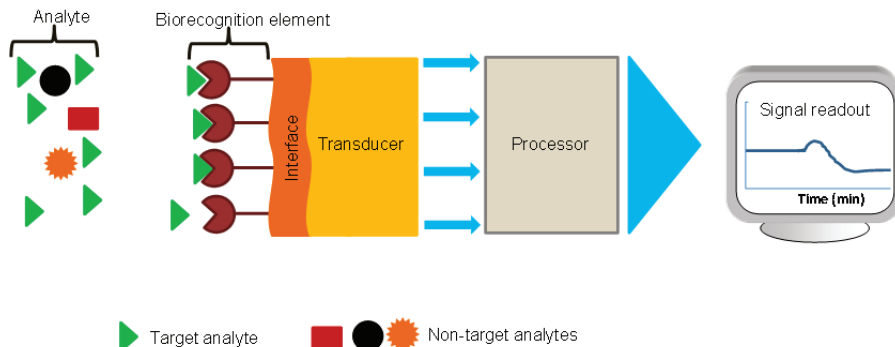 Analyte
Biorecognition element
Interface
Transducer
Processor
Signal readout
Time (min)
Target analyte
Non-target analytes